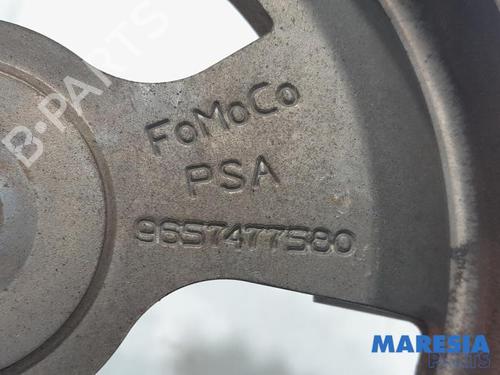 FoMoCo
PSA
9657477580
B-PARTS
MARESIA
PARTS